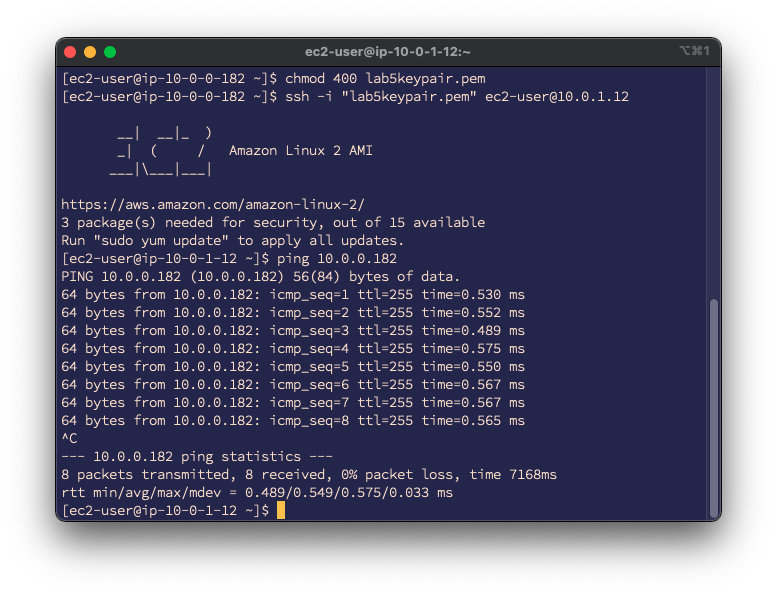 ec2-user@ip-10-0-1-12:~
⌥⌘1
[ec2-user@ip-10-0-0-182 ~]$ chmod 400 lab5keypair.pem
[ec2-user@ip-10-0-0-182 ~]$ ssh -i "lab5keypair.pem" ec2-user@10.0.1.12

       __|  __|_  )
       _|  (     /   Amazon Linux 2 AMI
      ___|\___|___|

https://aws.amazon.com/amazon-linux-2/
3 package(s) needed for security, out of 15 available
Run "sudo yum update" to apply all updates.
[ec2-user@ip-10-0-1-12 ~]$ ping 10.0.0.182
PING 10.0.0.182 (10.0.0.182) 56(84) bytes of data.
64 bytes from 10.0.0.182: icmp_seq=1 ttl=255 time=0.530 ms
64 bytes from 10.0.0.182: icmp_seq=2 ttl=255 time=0.552 ms
64 bytes from 10.0.0.182: icmp_seq=3 ttl=255 time=0.489 ms
64 bytes from 10.0.0.182: icmp_seq=4 ttl=255 time=0.575 ms
64 bytes from 10.0.0.182: icmp_seq=5 ttl=255 time=0.550 ms
64 bytes from 10.0.0.182: icmp_seq=6 ttl=255 time=0.567 ms
64 bytes from 10.0.0.182: icmp_seq=7 ttl=255 time=0.567 ms
64 bytes from 10.0.0.182: icmp_seq=8 ttl=255 time=0.565 ms
^C
--- 10.0.0.182 ping statistics ---
8 packets transmitted, 8 received, 0% packet loss, time 7168ms
rtt min/avg/max/mdev = 0.489/0.549/0.575/0.033 ms
[ec2-user@ip-10-0-1-12 ~]$